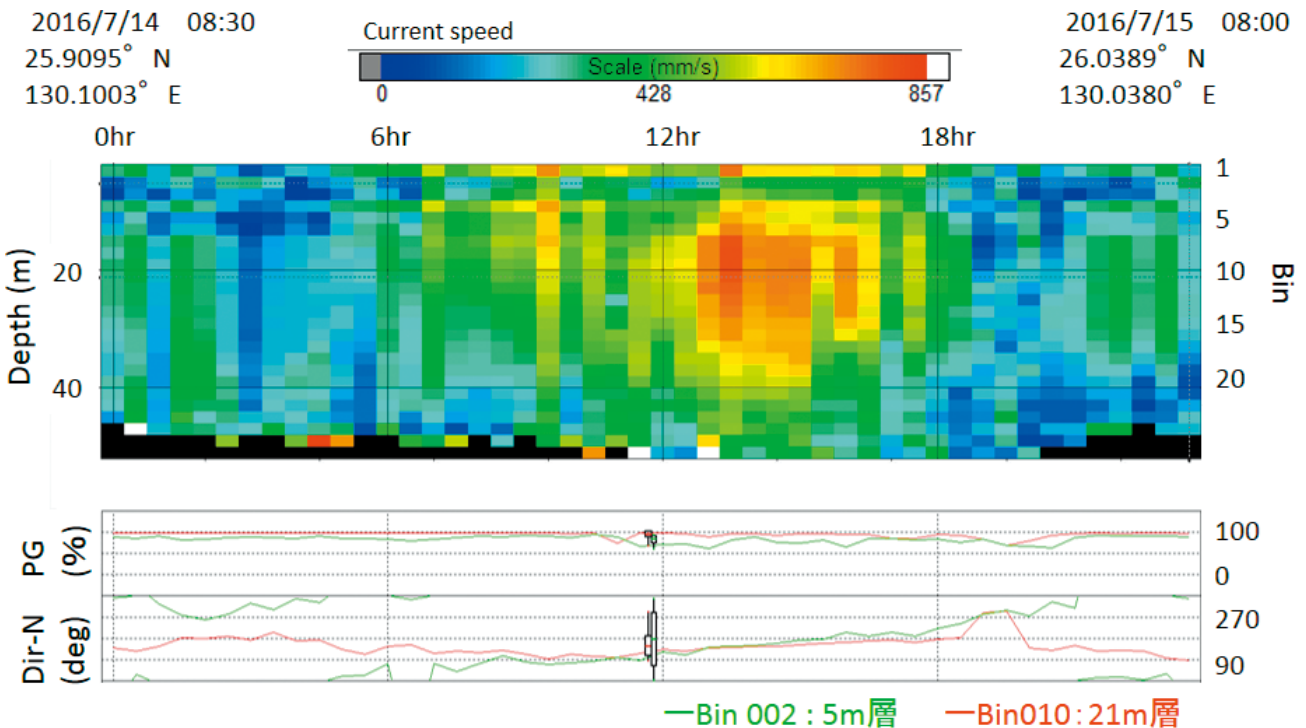 2016/7/14 08:30
25.9095° N
130.1003° E
Current speed
Scale (mm/s)
0 428 857
2016/7/15 08:00
26.0389° N
130.0380° E
0hr 6hr 12hr 18hr
Depth (m)
20
40
1
5
10
15
20
Bin
PG
(%)
100
0
Dir-N
(deg)
270
90
Bin 002 : 5m層
Bin010 : 21m層